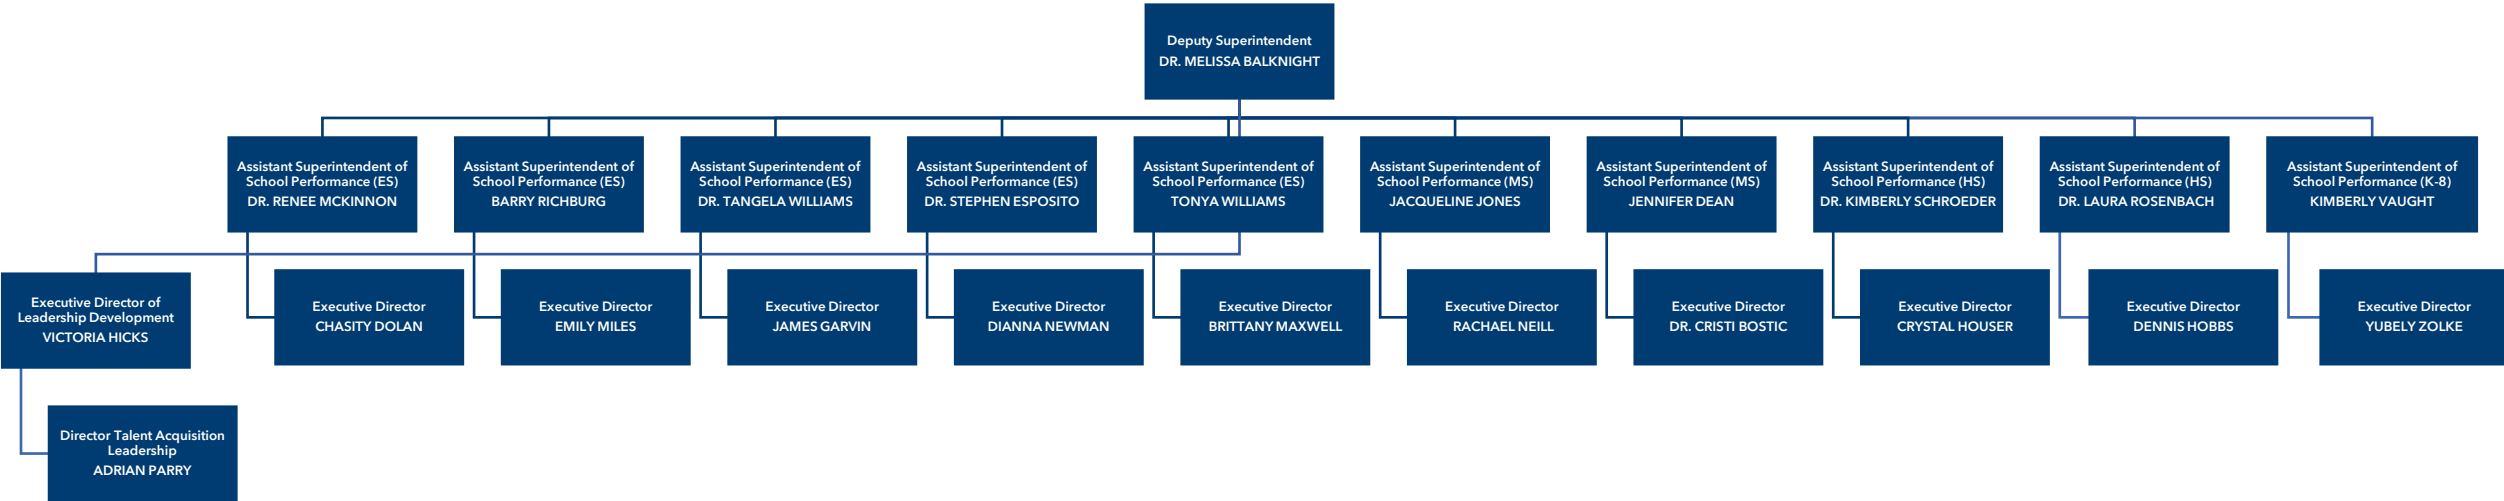 Deputy Superintendent
DR. MELISSA BALKNIGHT
Assistant Superintendent of
School Performance (ES)
DR. RENEE MCKINNON
Assistant Superintendent of
School Performance (ES)
BARRY RICHBURG
Assistant Superintendent of
School Performance (ES)
DR. TANGELA WILLIAMS
Assistant Superintendent of
School Performance (ES)
DR. STEPHEN ESPOSITO
Assistant Superintendent of
School Performance (ES)
TONYA WILLIAMS
Assistant Superintendent of
School Performance (MS)
JACQUELINE JONES
Assistant Superintendent of
School Performance (MS)
JENNIFER DEAN
Assistant Superintendent of
School Performance (HS)
DR. KIMBERLY SCHROEDER
Assistant Superintendent of
School Performance (HS)
DR. LAURA ROSENBACH
Assistant Superintendent of
School Performance (K-8)
KIMBERLY VAUGHT
Executive Director of
Leadership Development
VICTORIA HICKS
Executive Director
CHASITY DOLAN
Executive Director
EMILY MILES
Executive Director
JAMES GARVIN
Executive Director
DIANNA NEWMAN
Executive Director
BRITTANY MAXWELL
Executive Director
RACHAEL NEILL
Executive Director
DR. CRISTI BOSTIC
Executive Director
CRYSTAL HOUSER
Executive Director
DENNIS HOBBS
Executive Director
YUBELY ZOLKE
Director Talent Acquisition
Leadership
ADRIAN PARRY